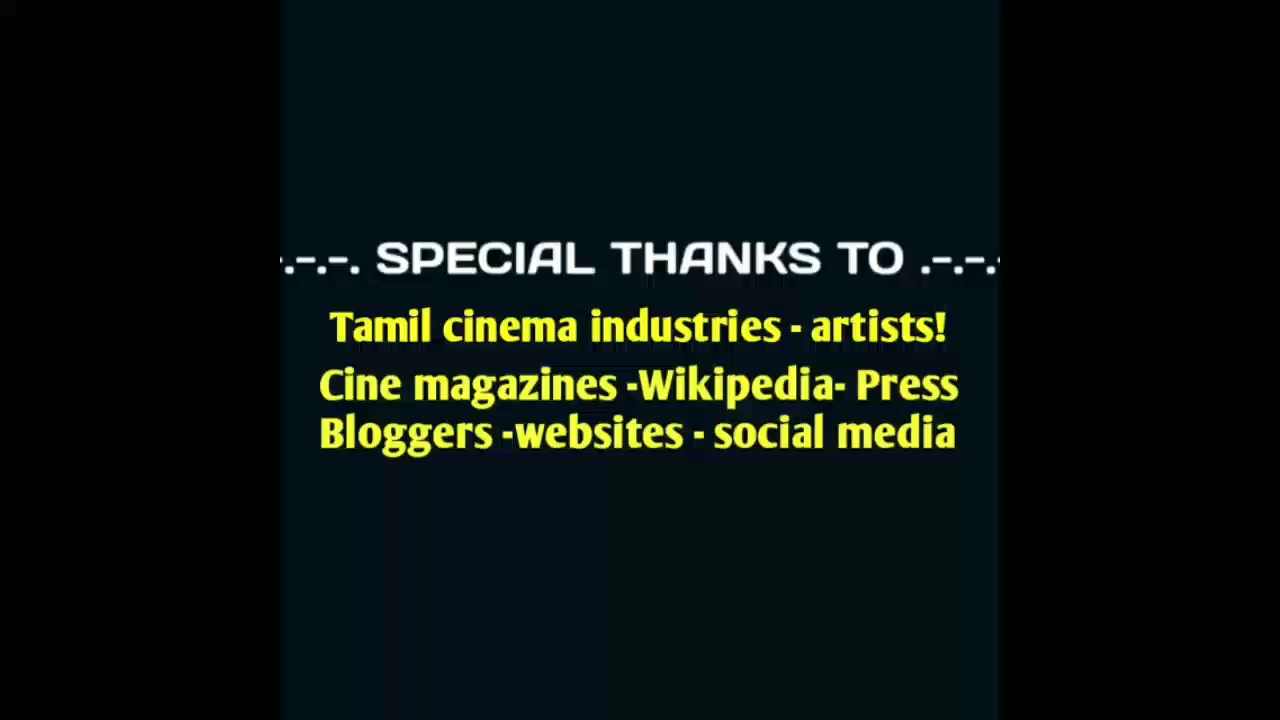 -.-.-. SPECIAL THANKS TO .-.-.-
Tamil cinema industries - artists!
Cine magazines -Wikipedia- Press
Bloggers -websites - social media